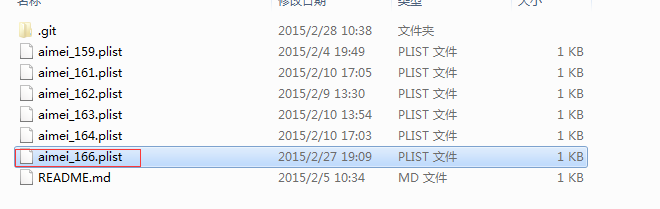 名称 修改日期 类型 大小
.git 2015/2/28 10:38 文件夹
aimei_159.plist 2015/2/4 19:49 PLIST 文件 1 KB
aimei_161.plist 2015/2/10 17:05 PLIST 文件 1 KB
aimei_162.plist 2015/2/9 13:30 PLIST 文件 1 KB
aimei_163.plist 2015/2/10 13:54 PLIST 文件 1 KB
aimei_164.plist 2015/2/10 17:03 PLIST 文件 1 KB
aimei_166.plist 2015/2/27 19:09 PLIST 文件 1 KB
README.md 2015/2/5 10:34 MD 文件 1 KB